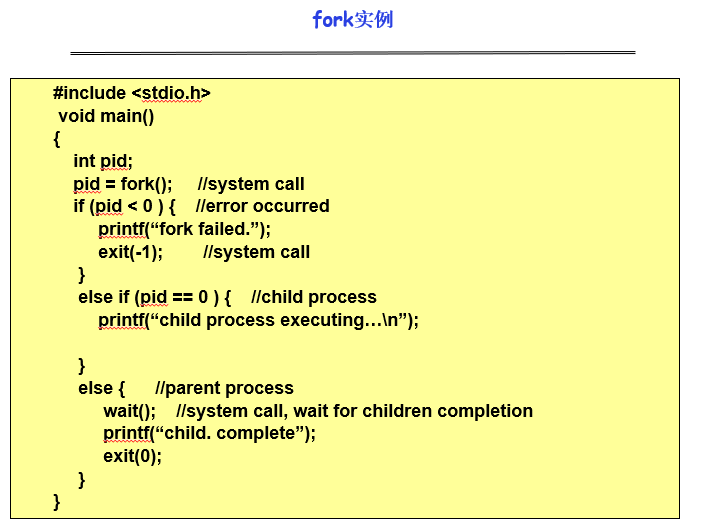 fork实例
#include <stdio.h>
void main()
{
int pid;
pid = fork(); //system call
if (pid < 0 ) { //error occurred
printf(“fork failed.”);
exit(-1); //system call
}
else if (pid == 0 ) { //child process
printf(“child process executing…\n”);
}
else { //parent process
wait(); //system call, wait for children completion
printf(“child. complete”);
exit(0);
}
}